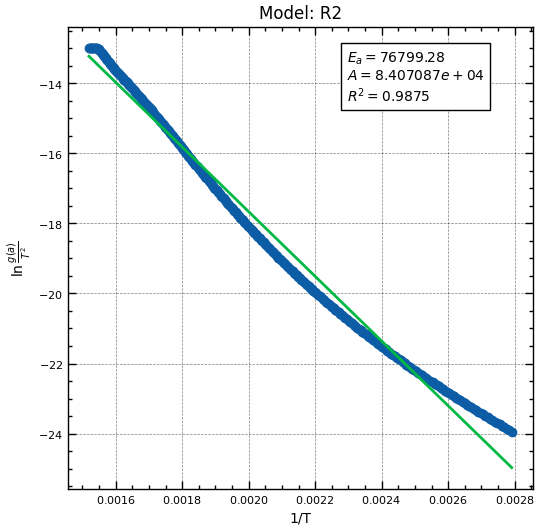 Model: R2
E_a = 76799.28
A = 8.407087e + 04
R^2 = 0.9875
−14
−16
−18
−20
−22
−24
ln g(a)/T^2
0.0016 0.0018 0.0020 0.0022 0.0024 0.0026 0.0028
1/T